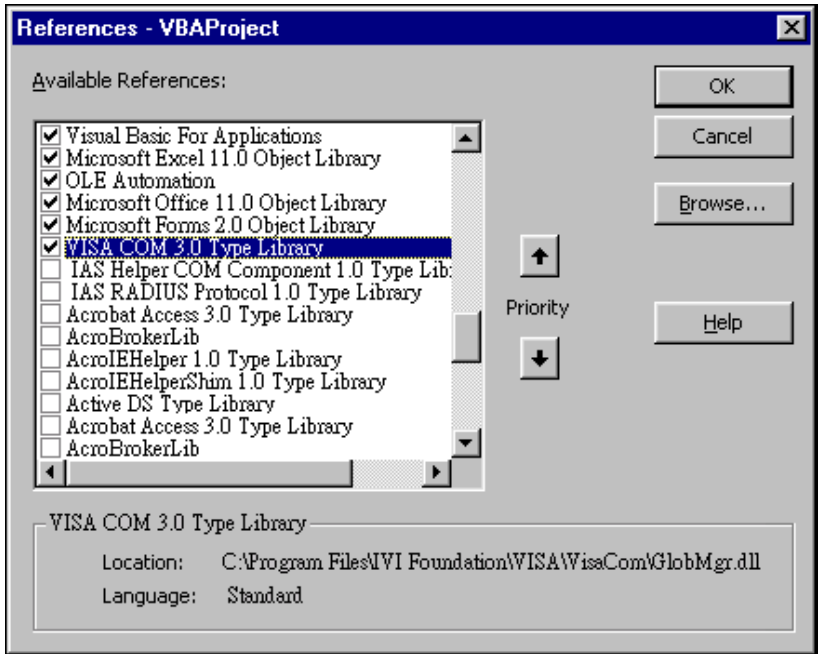 References - VBAProject
Available References:
OK
Visual Basic For Applications
Microsoft Excel 11.0 Object Library
Cancel
OLE Automation
Microsoft Office 11.0 Object Library
Browse...
Microsoft Forms 2.0 Object Library
VISA COM 3.0 Type Library
IAS Helper COM Component 1.0 Type Lib:
IAS RADIUS Protocol 1.0 Type Library
Acrobat Access 3.0 Type Library
Priority
Help
AcroBrokerLib
AcroIEHelper 1.0 Type Library
AcroIEHelperShim 1.0 Type Library
Active DS Type Library
Acrobat Access 3.0 Type Library
AcroBrokerLib
VISA COM 3.0 Type Library
Location: C:\Program Files\IVI Foundation\VISA\VisaCom\GlobMgr.dll
Language: Standard